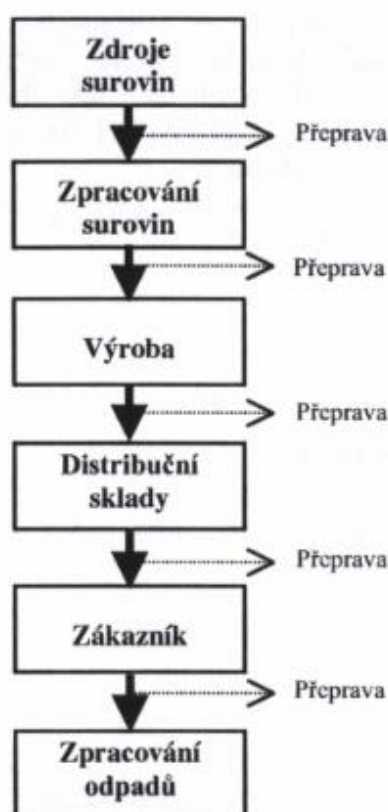 Zdroje
surovin
Přeprava
Zpracování
surovin
Přeprava
Výroba
Přeprava
Distribuční
sklady
Přeprava
Zákazník
Přeprava
Zpracování
odpadů